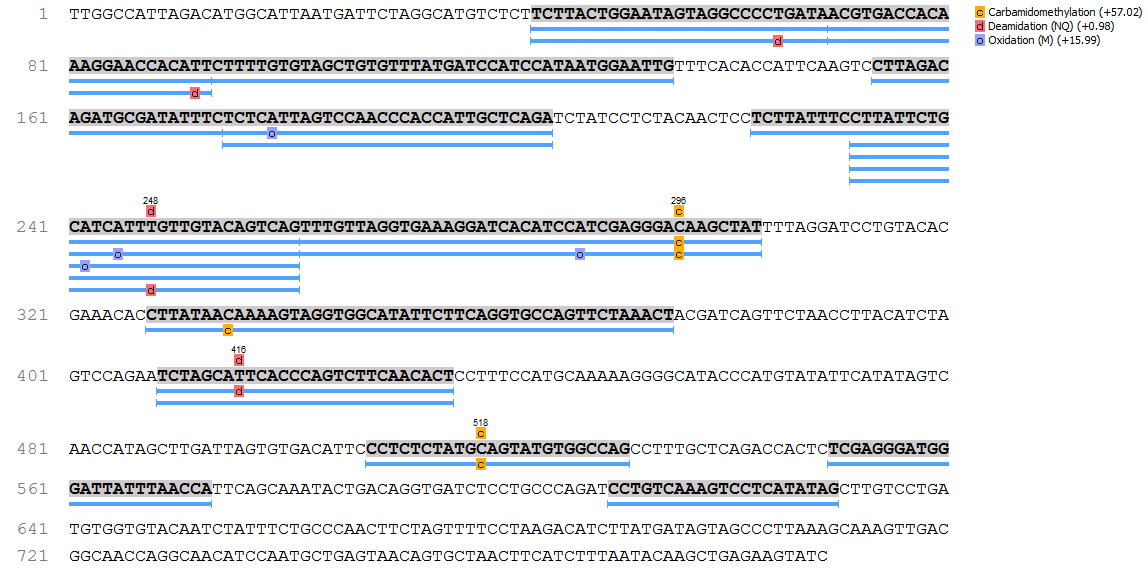 1 TTGGCCATTAGACATGGCATTAATGATTCTAGGCATGTCTCTTCTTACTGGAATAGTAGGCCCCTGATAACGTGACCACA
c Carbamidomethylation (+57.02)
d Deamidation (NQ) (+0.98)
o Oxidation (M) (+15.99)
d
81 AAGGAACCACATTCTTTTGTGTAGCTGTGTTTATGATCCATCCATAATGGAATTGTTTCACACCATTCAAGTCCTTAGAC
d
161 AGATGCGATATTTCTCTCATTAGTCCAACCCACCATTGCTCAGATCTATCCTCTACAACTCCTCTTATTTCCTTATTCTG
o
248 296
d c
241 CATCATTTGTTGTACAGTCAGTTTGTTAGGTGAAAGGATCACATCCATCGAGGGACAAGCTATTTTAGGATCCTGTACAC
c
o o c
o
d
321 GAAACACCTTATAACAAAAGTAGGTGGCATATTCTTCAGGTGCCAGTTCTAAACTACGATCAGTTCTAACCTTACATCTA
c
416
d
401 GTCCAGAATCTAGCATTCACCCAGTCTTCAACACTCCTTTCCATGCAAAAAGGGGCATACCCATGTATATTCATATAGTC
d
518
c
481 AACCATAGCTTGATTAGTGTGACATTCCCTCTCTATGCAGTATGTGGCCAGCCTTTGCTCAGACCACTCTCGAGGGATGG
c
561 GATTATTTAACCATTCAGCAAATACTGACAGGTGATCTCCTGCCCAGATCCTGTCAAAGTCCTCATATAGCTTGTCCTGA
641 TGTGGTGTACAATCTATTTCTGCCCAACTTCTAGTTTTCCTAAGACATCTTATGATAGTAGCCCTTAAAGCAAAGTTGAC
721 GGCAACCAGGCAACATCCAATGCTGAGTAACAGTGCTAACTTCATCTTTAATACAAGCTGAGAAGTATC